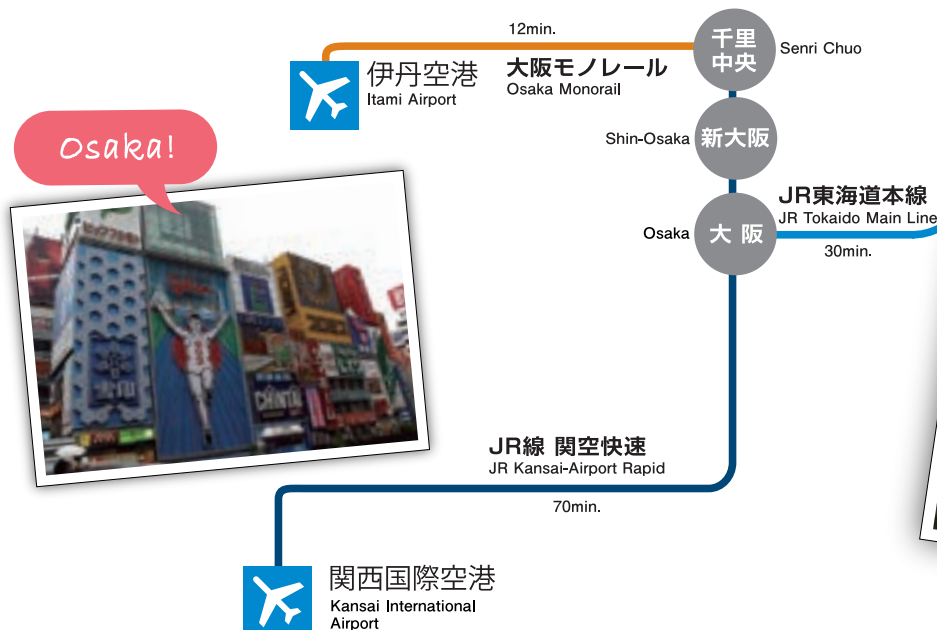 12min.
千里
中央
Senri Chuo
伊丹空港
Itami Airport
大阪モノレール
Osaka Monorail
Osaka!
Shin-Osaka
新大阪
JR東海道本線
JR Tokaido Main Line
Osaka
大 阪
30min.
CHINTAI
JR線 関空快速
JR Kansai-Airport Rapid
70min.
関西国際空港
Kansai International
Airport